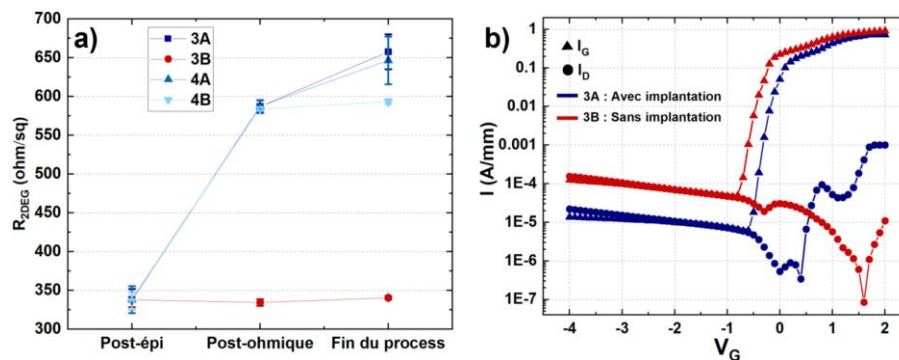 a)
R2DEG (ohm/sq)
700
650
600
550
500
450
400
350
300
3A
3B
4A
4B
Post-épi
Post-ohmique
Fin du process
b)
I (A/mm)
1
0.1
0.01
0.001
1E-4
1E-5
1E-6
1E-7
IG
ID
3A : Avec implantation
3B : Sans implantation
-4
-3
-2
-1
0
1
2
VG